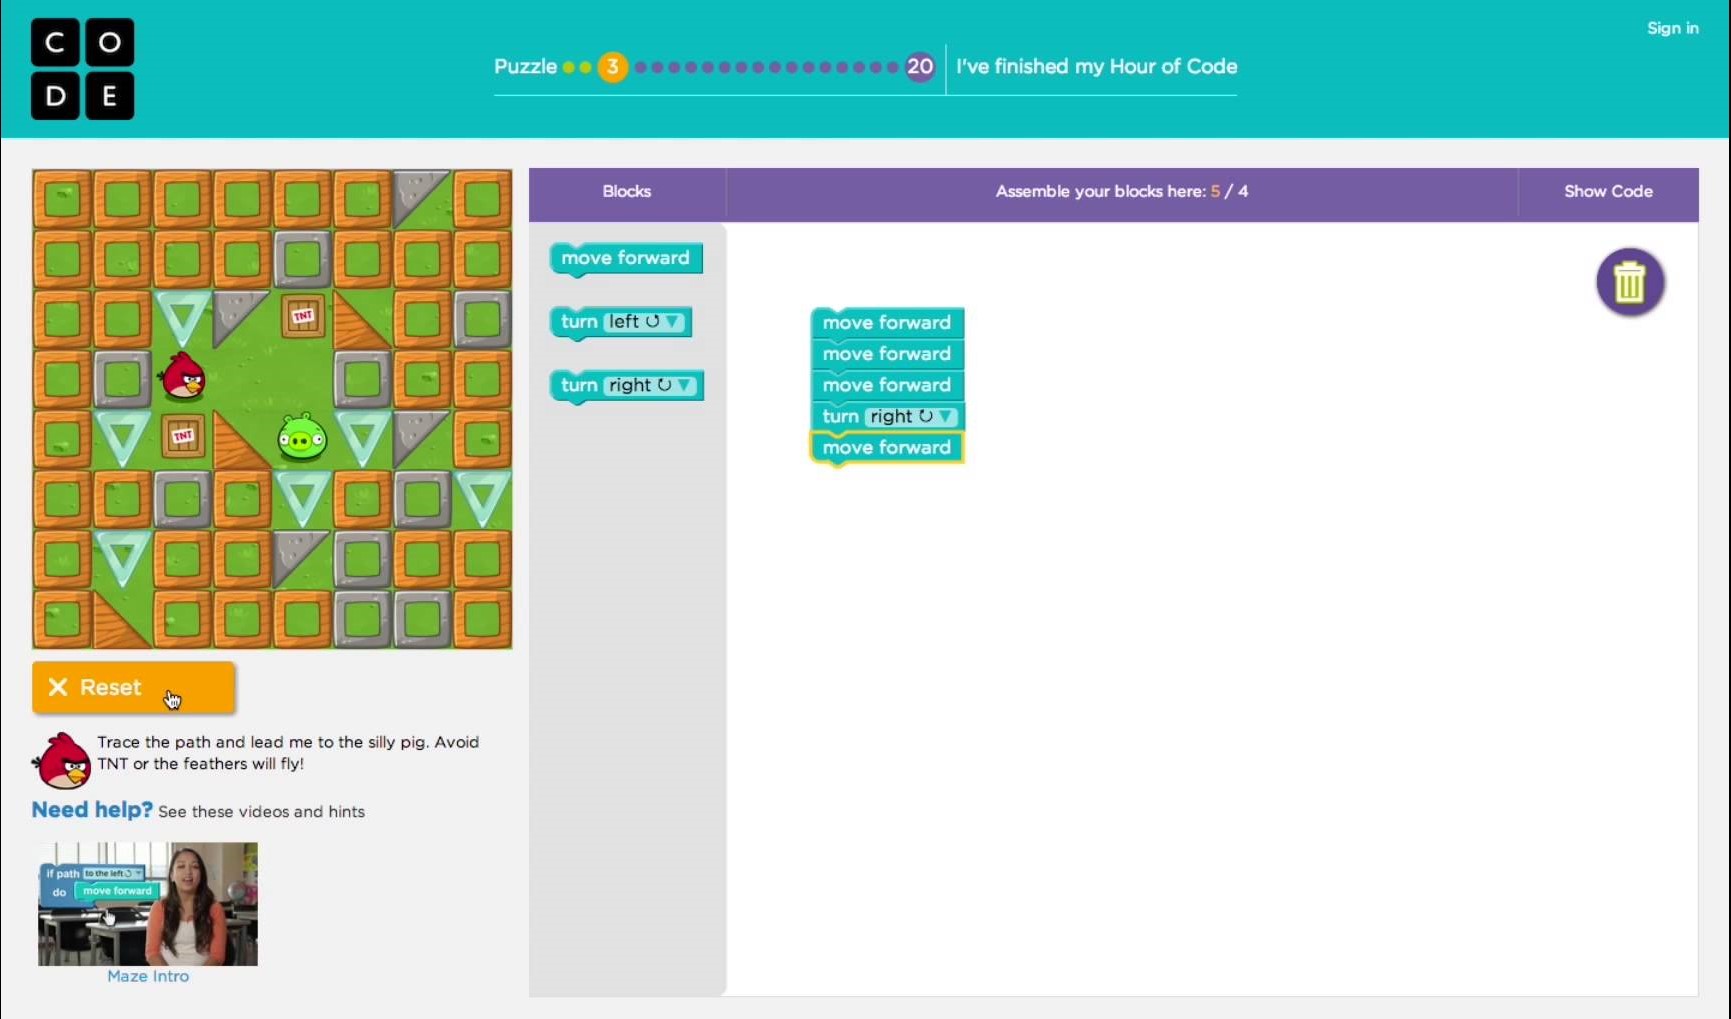 C O
D E
Sign in
Puzzle 3 20 I've finished my Hour of Code
Blocks
Assemble your blocks here: 5 / 4
Show Code
move forward
turn left
turn right
move forward
move forward
move forward
turn right
move forward
TNT
TNT
Reset
Trace the path and lead me to the silly pig. Avoid
TNT or the feathers will fly!
Need help? See these videos and hints
if path to the left
do move forward
Maze Intro